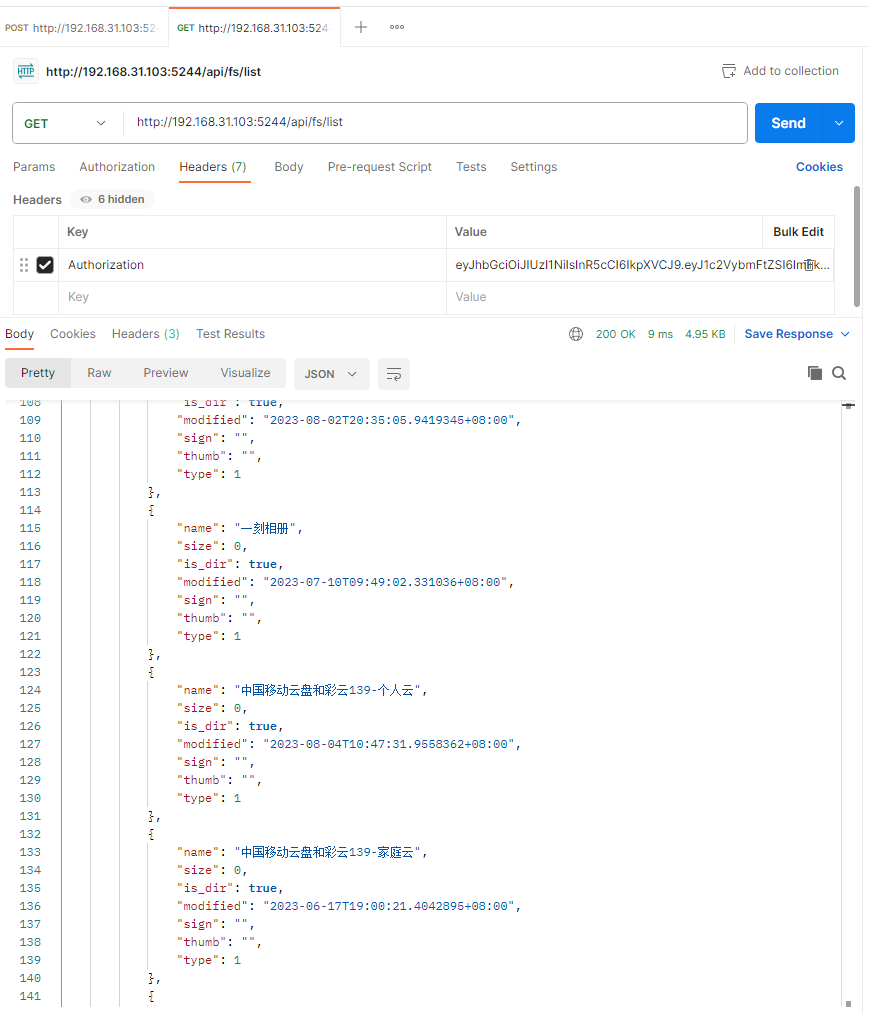 POST http://192.168.31.103:52
GET http://192.168.31.103:524
HTTP http://192.168.31.103:5244/api/fs/list
Add to collection
GET http://192.168.31.103:5244/api/fs/list
Send
Params Authorization Headers (7) Body Pre-request Script Tests Settings Cookies
Headers 6 hidden
Key Value Bulk Edit
Authorization
Key Value
Body Cookies Headers (3) Test Results 200 OK 9 ms 4.95 KB Save Response
Pretty Raw Preview Visualize JSON
108 "is_dir": true,
109 "modified": "2023-08-02T20:35:05.9419345+08:00",
110 "sign": "",
111 "thumb": "",
112 "type": 1
113 },
114 {
115 "name": "一刻相册",
116 "size": 0,
117 "is_dir": true,
118 "modified": "2023-07-10T09:49:02.331036+08:00",
119 "sign": "",
120 "thumb": "",
121 "type": 1
122 },
123 {
124 "name": "中国移动云盘和彩云139-个人云",
125 "size": 0,
126 "is_dir": true,
127 "modified": "2023-08-04T10:47:31.9558362+08:00",
128 "sign": "",
129 "thumb": "",
130 "type": 1
131 },
132 {
133 "name": "中国移动云盘和彩云139-家庭云",
134 "size": 0,
135 "is_dir": true,
136 "modified": "2023-06-17T19:00:21.4042895+08:00",
137 "sign": "",
138 "thumb": "",
139 "type": 1
140 },
141 {